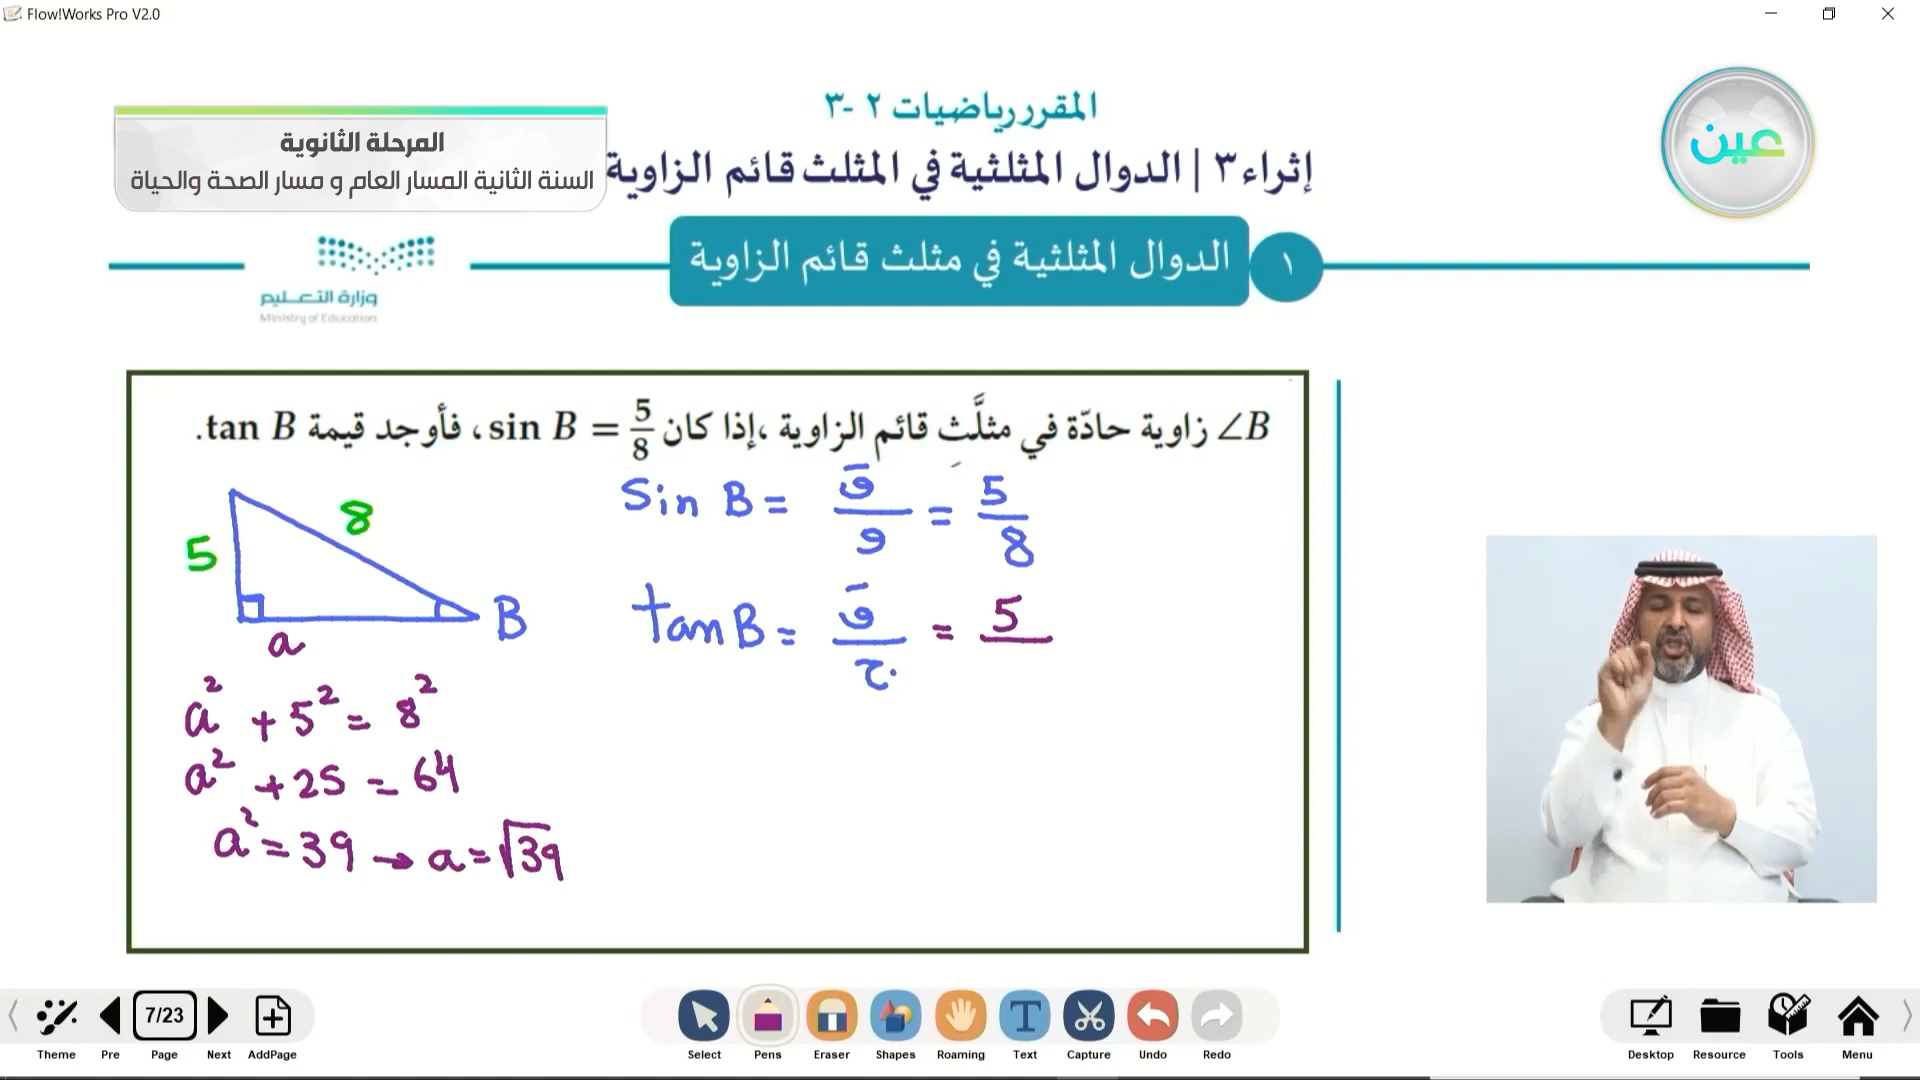 Flow!Works Pro V2.0
المقرر رياضيات ٢ -٣
إثراء ٣ | الدوال المثلثية في المثلث قائم الزاوية
المرحلة الثانوية
السنة الثانية المسار العام و مسار الصحة والحياة
عين
١
الدوال المثلثية في مثلث قائم الزاوية
وزارة التعليم
Ministry of Education
∠B زاوية حادّة في مثلَّثٍ قائم الزاوية ،إذا كان sin B = 5/8 ، فأوجد قيمة tan B.
8
5
B
a
Sin B = ق/و = 5/8
tan B = ق/ج = 5/
a² + 5² = 8²
a² + 25 = 64
a² = 39 → a = √39
7/23
Theme Pre Page Next AddPage
Select Pens Eraser Shapes Roaming Text Capture Undo Redo
Desktop Resource Tools Menu